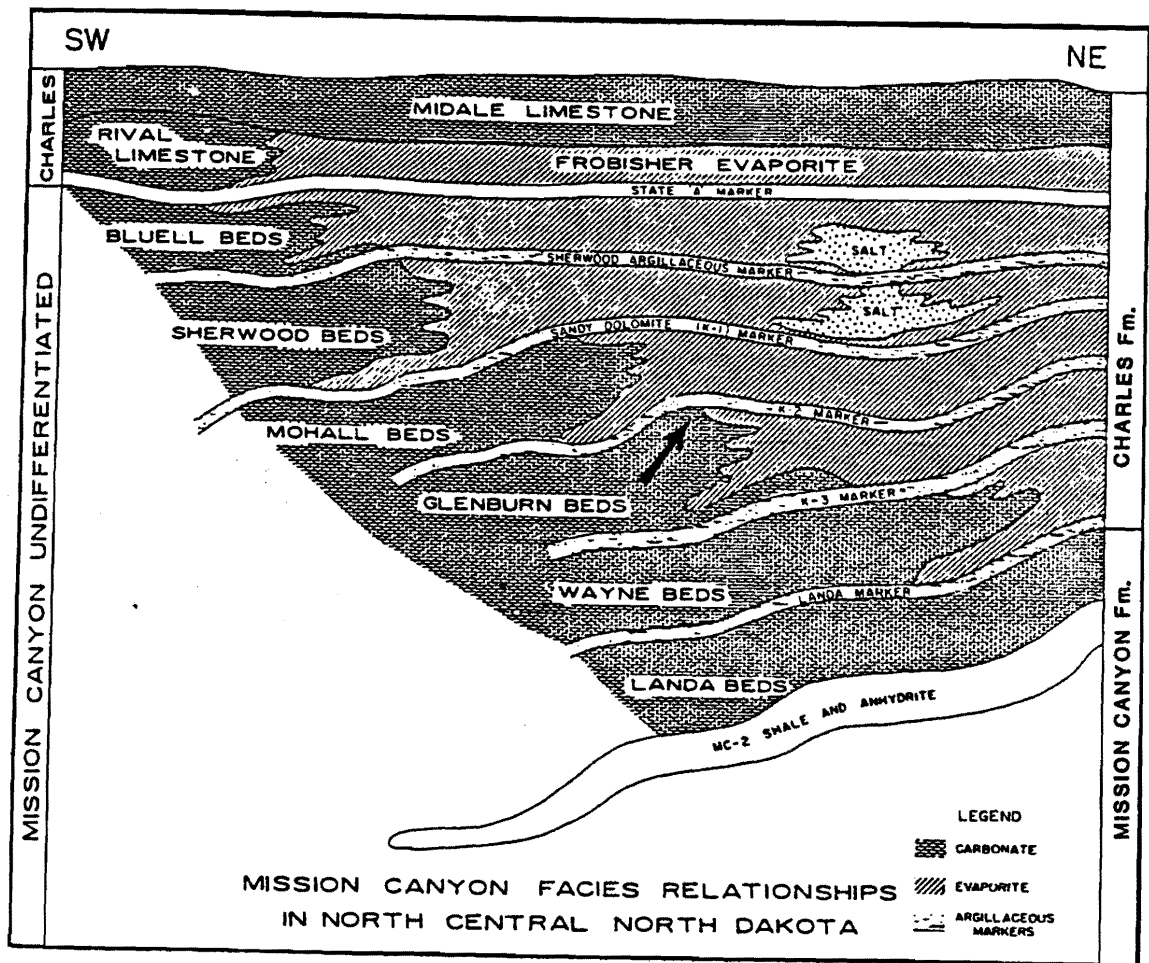 SW
NE
CHARLES
MIDALE LIMESTONE
RIVAL
LIMESTONE
FROBISHER EVAPORITE
STATE 'A' MARKER
BLUELL BEDS
SALT
SHERWOOD ARGILLACEOUS MARKER
SHERWOOD BEDS
SALT
SANDY DOLOMITE (K-1) MARKER
MOHALL BEDS
K-2 MARKER
GLENBURN BEDS
K-3 MARKER
WAYNE BEDS
LANDA MARKER
LANDA BEDS
MC-2 SHALE AND ANHYDRITE
MISSION CANYON UNDIFFERENTIATED
CHARLES Fm.
MISSION CANYON Fm.
LEGEND
CARBONATE
EVAPORITE
ARGILLACEOUS
MARKERS
MISSION CANYON FACIES RELATIONSHIPS
IN NORTH CENTRAL NORTH DAKOTA